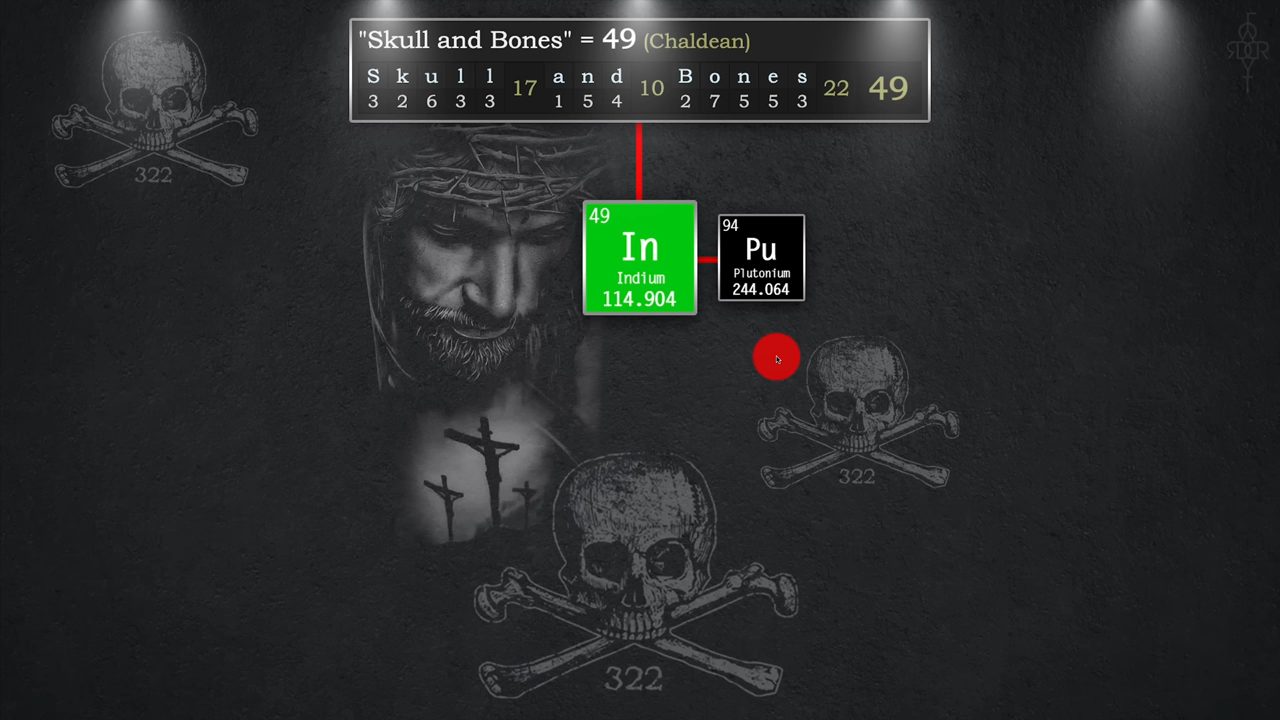 "Skull and Bones" = 49 (Chaldean)
S k u l l 17 a n d 10 B o n e s 22 49
3 2 6 3 3 1 5 4 2 7 5 5 3
49
In
Indium
114.904
94
Pu
Plutonium
244.064
322
322
322